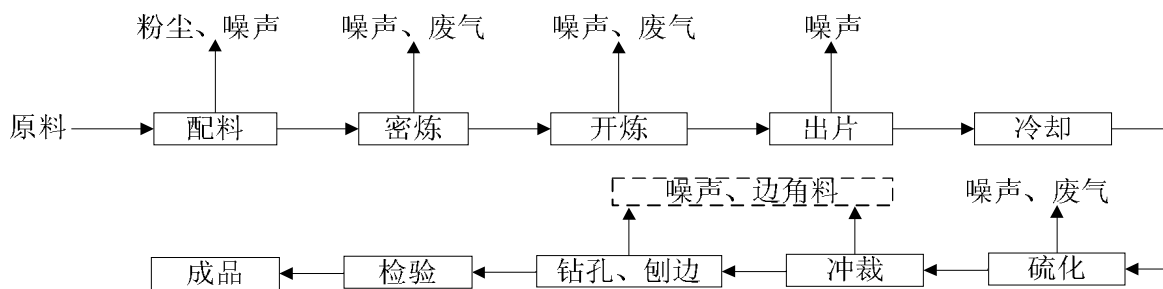 粉尘、噪声 噪声、废气 噪声、废气 噪声
原料 配料 密炼 开炼 出片 冷却
噪声、边角料 噪声、废气
成品 检验 钻孔、刨边 冲裁 硫化